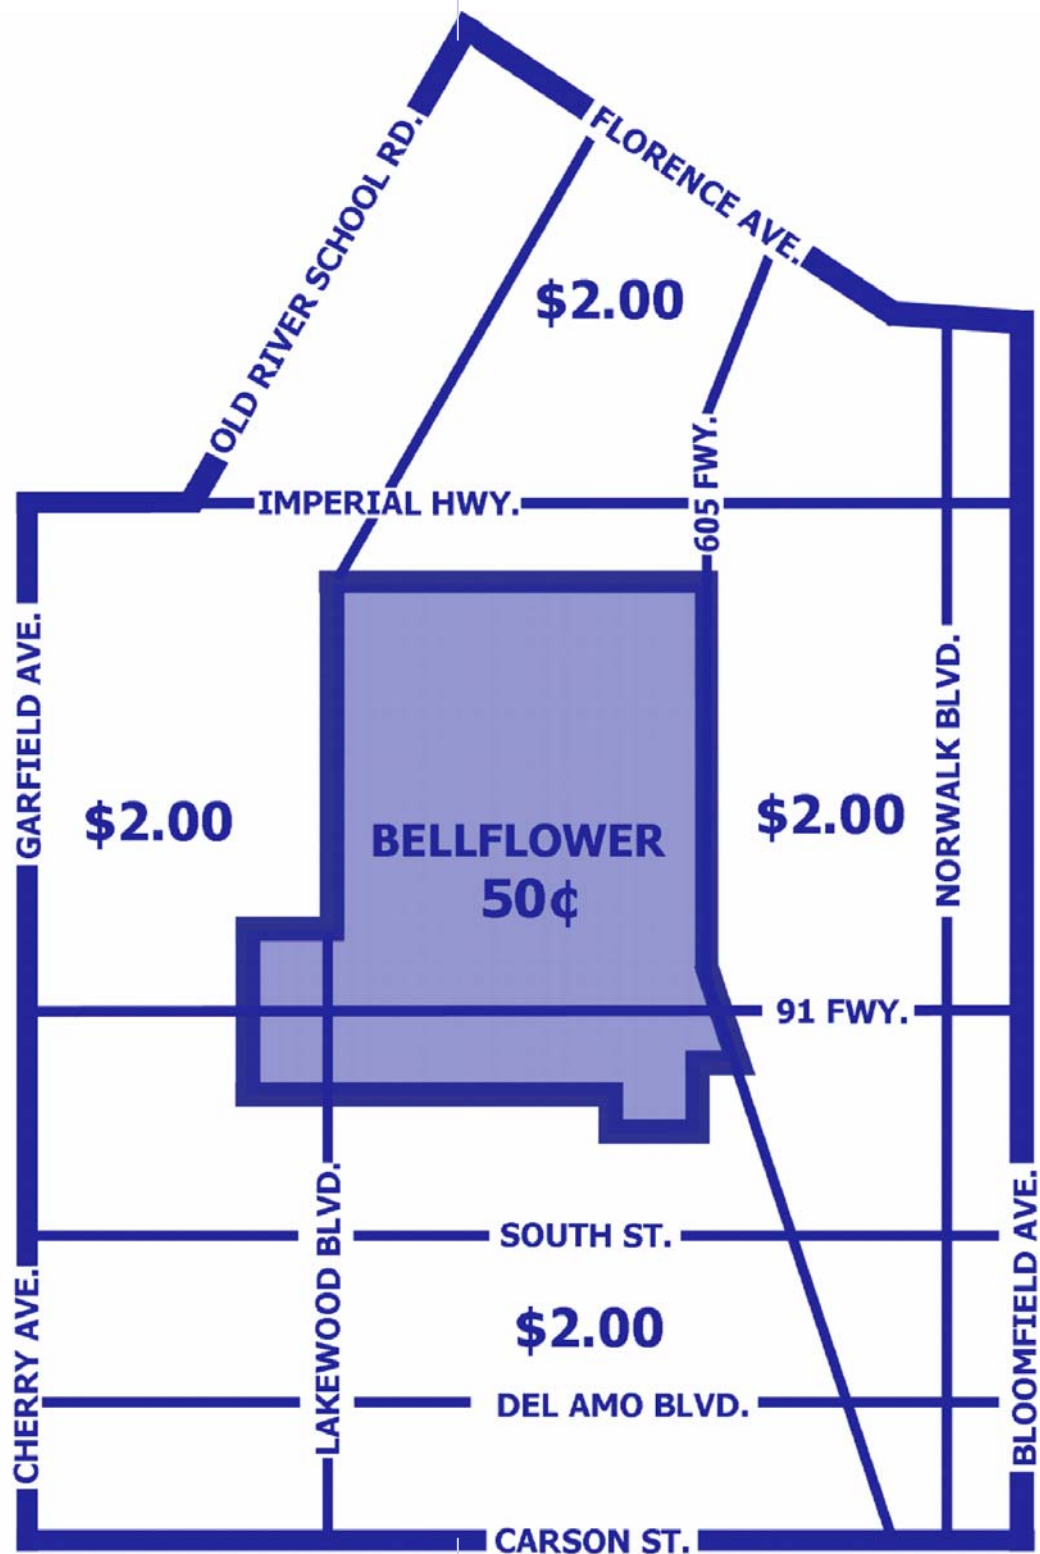 FLORENCE AVE.
OLD RIVER SCHOOL RD.
$2.00
605 FWY.
IMPERIAL HWY.
GARFIELD AVE.
NORWALK BLVD.
$2.00
$2.00
BELLFLOWER
50¢
91 FWY.
LAKEWOOD BLVD.
BLOOMFIELD AVE.
SOUTH ST.
CHERRY AVE.
$2.00
DEL AMO BLVD.
CARSON ST.